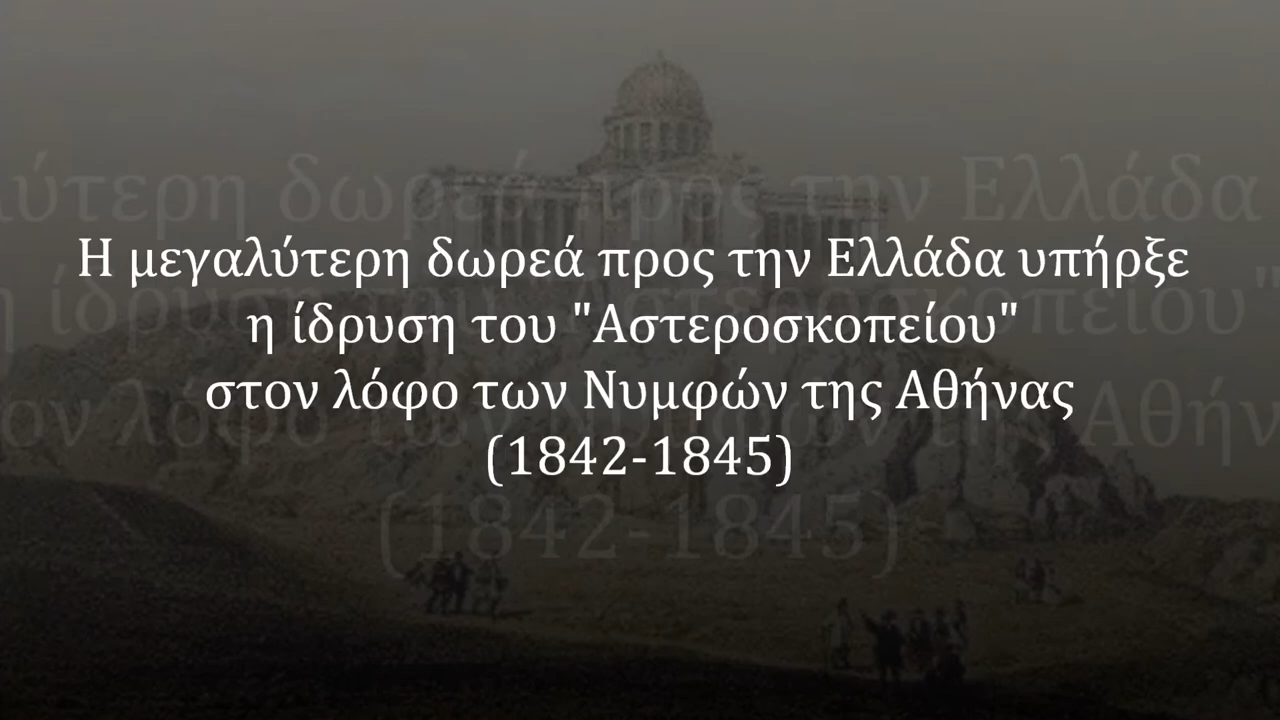 Η μεγαλύτερη δωρεά προς την Ελλάδα υπήρξε
η ίδρυση του "Αστεροσκοπείου"
στον λόφο των Νυμφών της Αθήνας
(1842-1845)